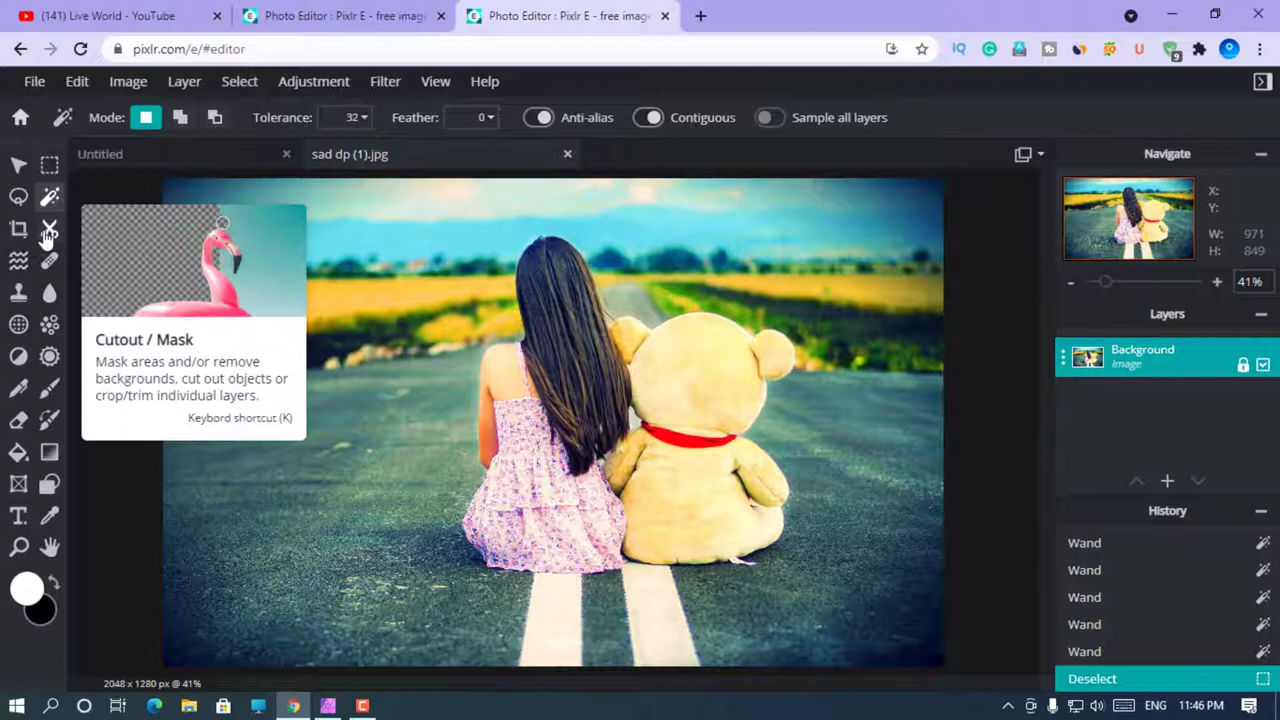 (141) Live World - YouTube
Photo Editor : Pixlr E - free imag
Photo Editor : Pixlr E - free imag
pixlr.com/e/#editor
IQ
9
File Edit Image Layer Select Adjustment Filter View Help
Mode: Tolerance: 32 Feather: 0 Anti-alias Contiguous Sample all layers
Untitled
sad dp (1).jpg
Navigate
X:
Y:
W: 971
H: 849
41%
Cutout / Mask
Mask areas and/or remove
backgrounds. cut out objects or
crop/trim individual layers.
Keybord shortcut (K)
Layers
Background
Image
History
Wand
Wand
Wand
Wand
Wand
Deselect
2048 x 1280 px @ 41%
ENG 11:46 PM